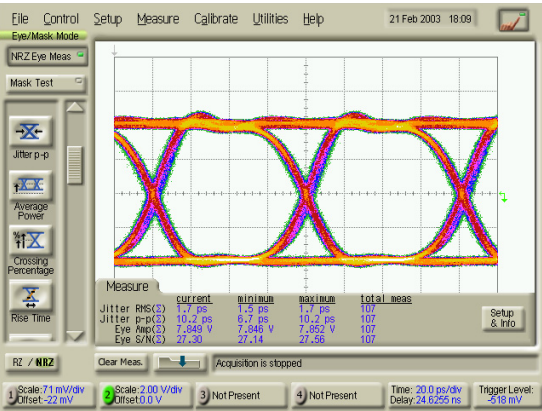 File Control Setup Measure Calibrate Utilities Help 21 Feb 2003 18:09
Eye/Mask Mode
NRZ Eye Meas
Mask Test
Jitter p-p
Average
Power
Crossing
Percentage
Rise Time
Measure
current minimum maximum total meas
Jitter RMS(Σ) 1.7 ps 1.5 ps 1.7 ps 107
Jitter p-p(Σ) 10.2 ps 6.7 ps 10.2 ps 107
Eye Amp(Σ) 7.849 V 7.846 V 7.852 V 107
Eye S/N(Σ) 27.30 27.14 27.56 107
Setup
& Info
RZ / NRZ Clear Meas. Acquisition is stopped
1 Scale:71 mV/div
Offset:-22 mV
2 Scale:2.00 V/div
Offset:0.0 V
3 Not Present
4 Not Present
Time: 20.0 ps/div
Delay:24.6255 ns
Trigger Level:
-518 mV